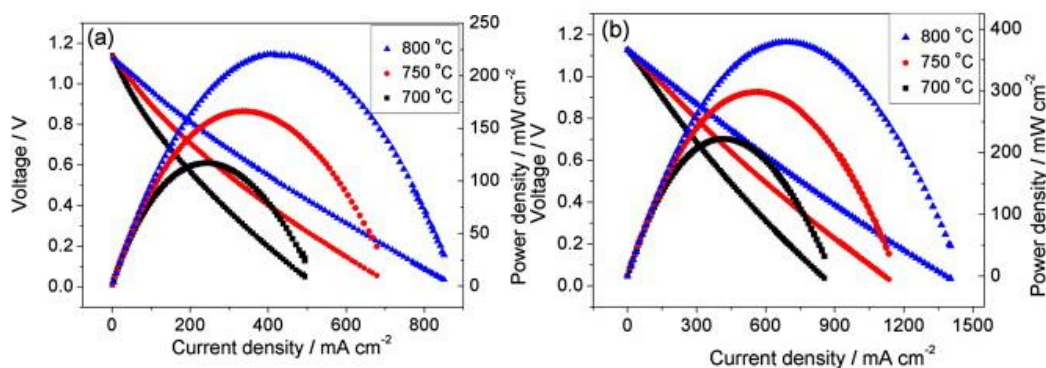 (a)
800 °C
750 °C
700 °C
1.2
1.0
0.8
0.6
0.4
0.2
0.0
Voltage / V
250
200
150
100
50
0
Power density / mW cm-2
0 200 400 600 800
Current density / mA cm-2
(b)
800 °C
750 °C
700 °C
1.2
1.0
0.8
0.6
0.4
0.2
0.0
Voltage / V
400
300
200
100
0
Power density / mW cm-2
0 300 600 900 1200 1500
Current density / mA cm-2